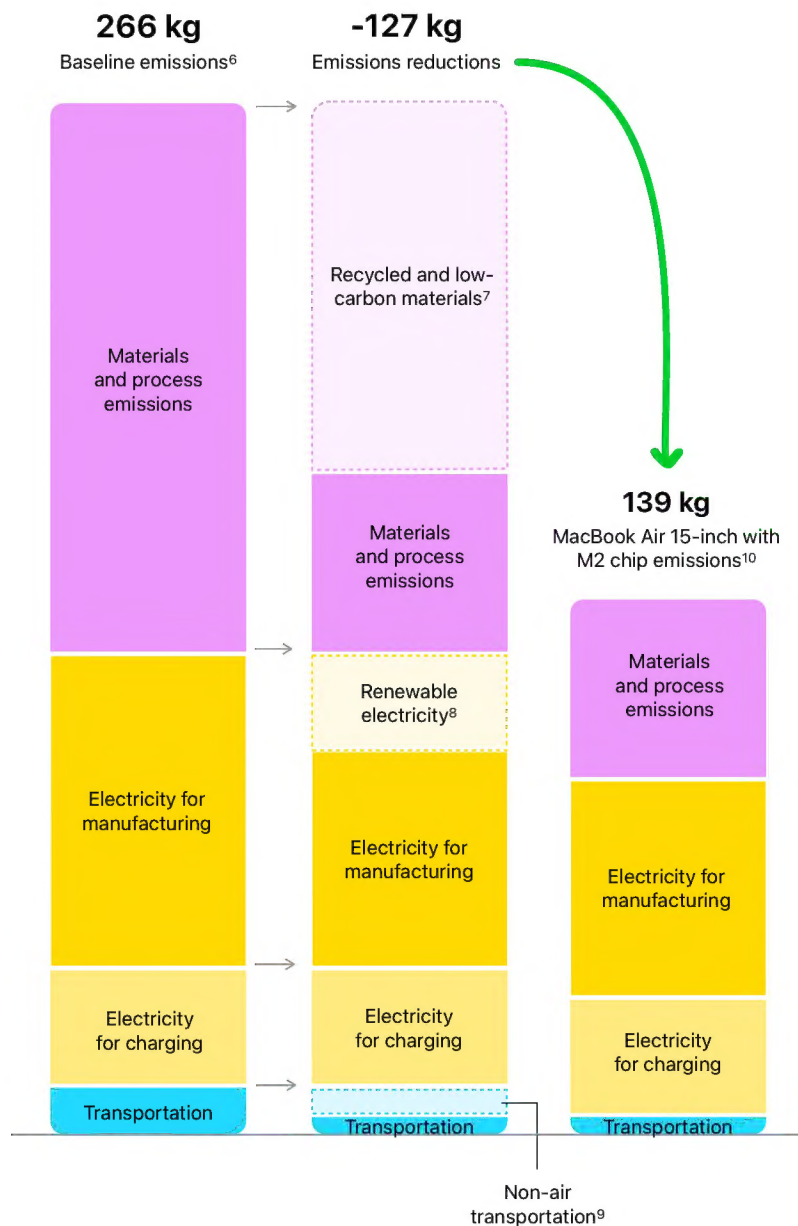 266 kg
Baseline emissions⁶
-127 kg
Emissions reductions
Materials
and process
emissions
Electricity for
manufacturing
Electricity
for charging
Transportation
Recycled and low-
carbon materials⁷
Materials
and process
emissions
Renewable
electricity⁸
Electricity for
manufacturing
Electricity
for charging
Transportation
Non-air
transportation⁹
139 kg
MacBook Air 15-inch with
M2 chip emissions¹⁰
Materials
and process
emissions
Electricity for
manufacturing
Electricity
for charging
Transportation